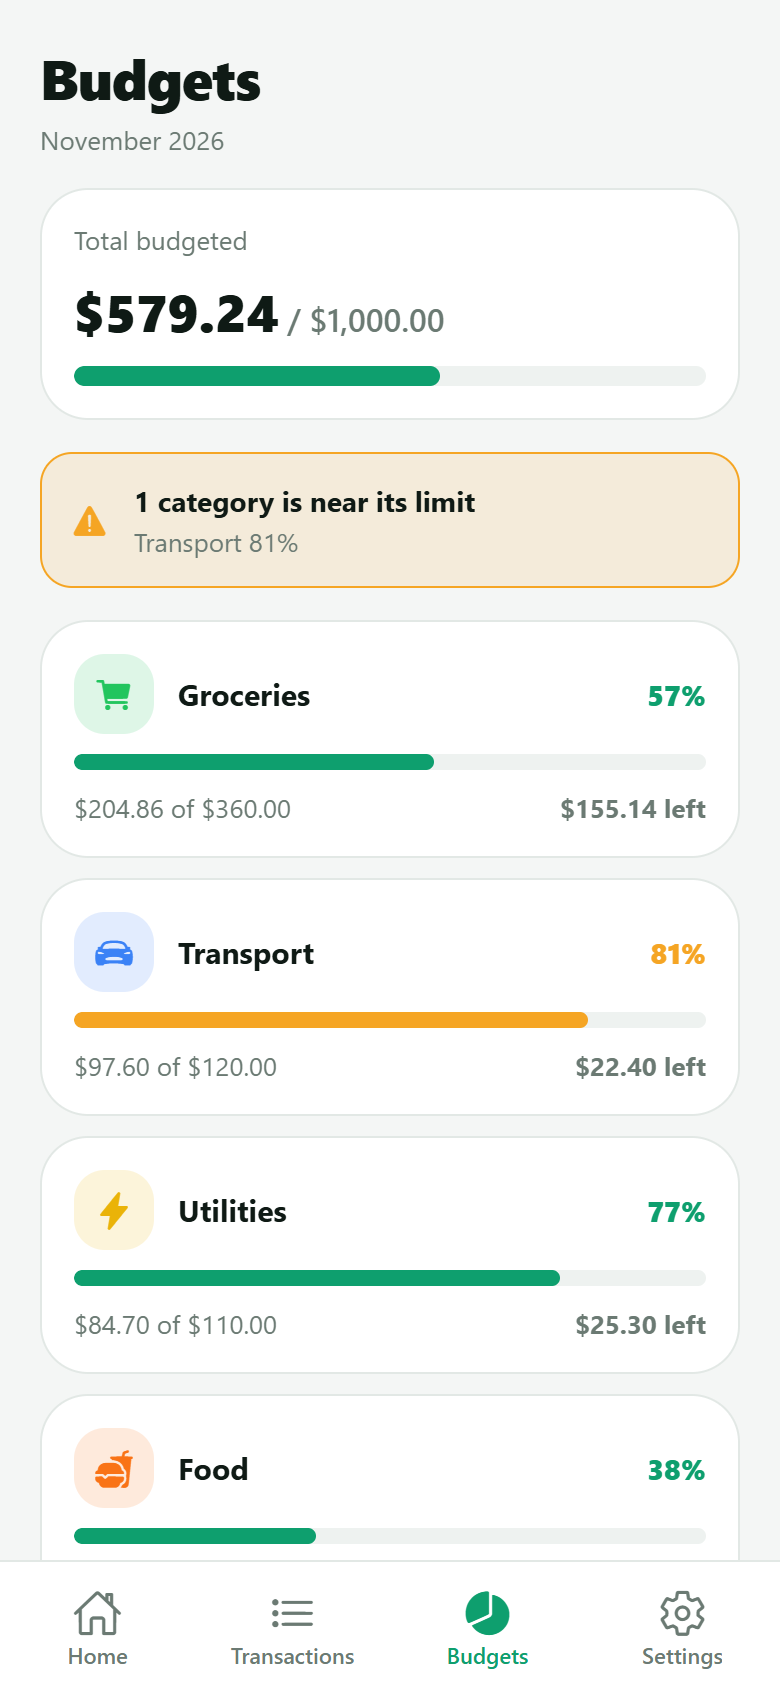 Budgets
November 2026
Total budgeted
$579.24 / $1,000.00
1 category is near its limit
Transport 81%
Groceries 57%
$204.86 of $360.00 $155.14 left
Transport 81%
$97.60 of $120.00 $22.40 left
Utilities 77%
$84.70 of $110.00 $25.30 left
Food 38%
Home Transactions Budgets Settings